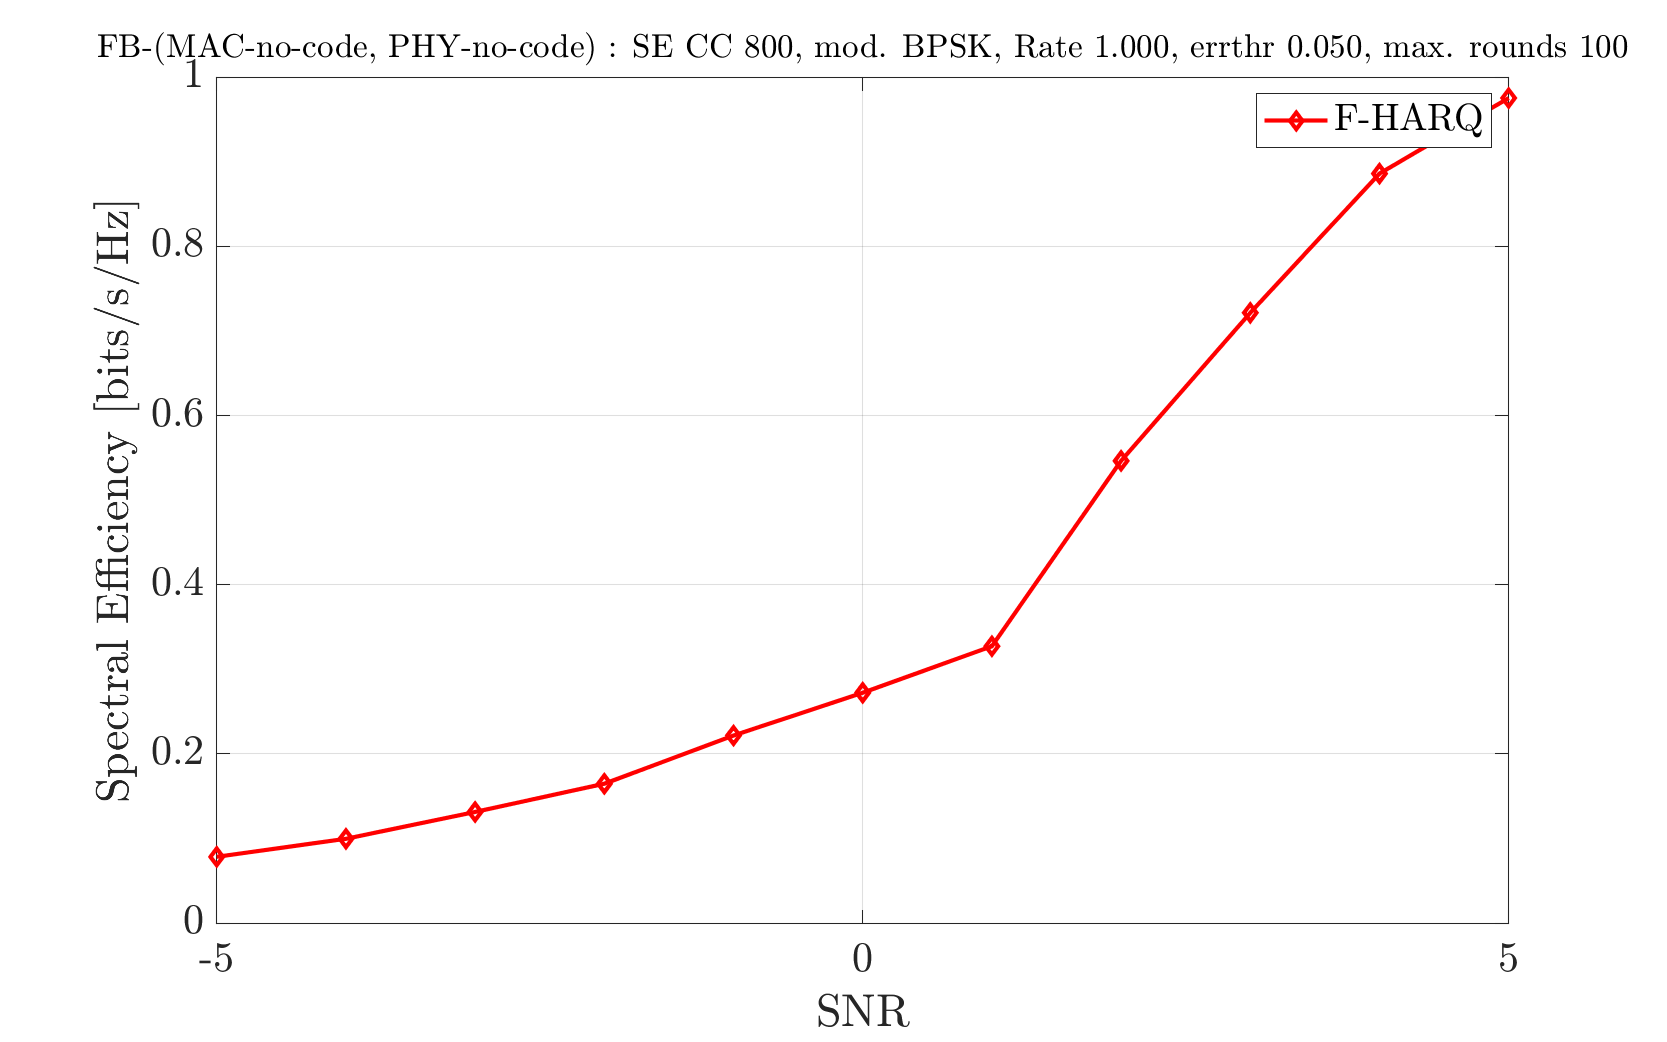 FB-(MAC-no-code, PHY-no-code) : SE CC 800, mod. BPSK, Rate 1.000, errthr 0.050, max. rounds 100
1
F-HARQ
0.8
0.6
0.4
0.2
0
Spectral Efficiency [bits/s/Hz]
-5
0
5
SNR